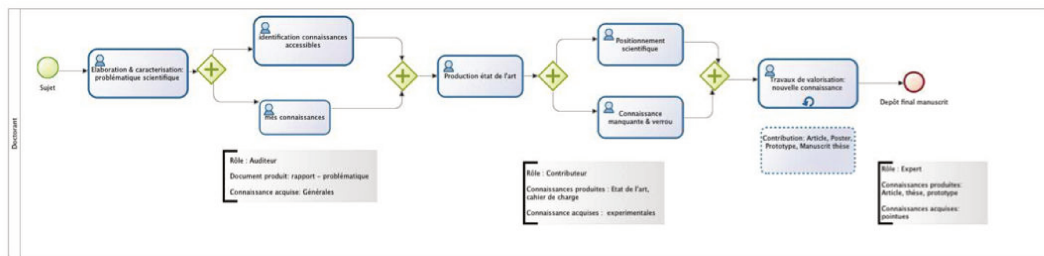 Doctorant
Sujet
Elaboration & caracterisation:
problématique scientifique
identification connaissances
accessibles
mes connaissances
Production état de l'art
Positionnement
scientifique
Connaissance
manquante & verrou
Travaux de valorisation:
nouvelle connaissance
Depôt final manuscrit
Contribution: Article, Poster,
Prototype, Manuscrit thèse
Rôle : Auditeur
Document produit: rapport - problématique
Connaissance acquise: Générales
Rôle : Contributeur
Connaissances produites : Etat de l'art,
cahier de charge
Connaissance acquises : experimentales
Rôle : Expert
Connaissances produites:
Article, thèse, prototype
Connaissances acquises:
pointues